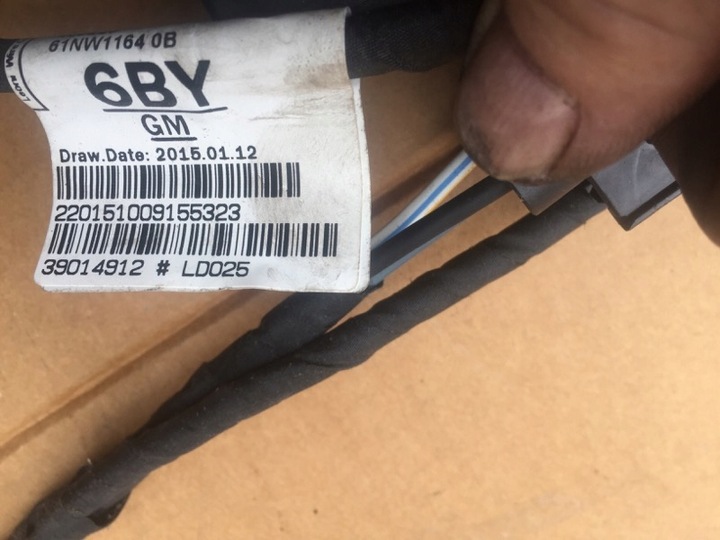 61NW1164 0B
6BY
GM
Draw.Date: 2015.01.12
220151009155323
39014912 # LD025